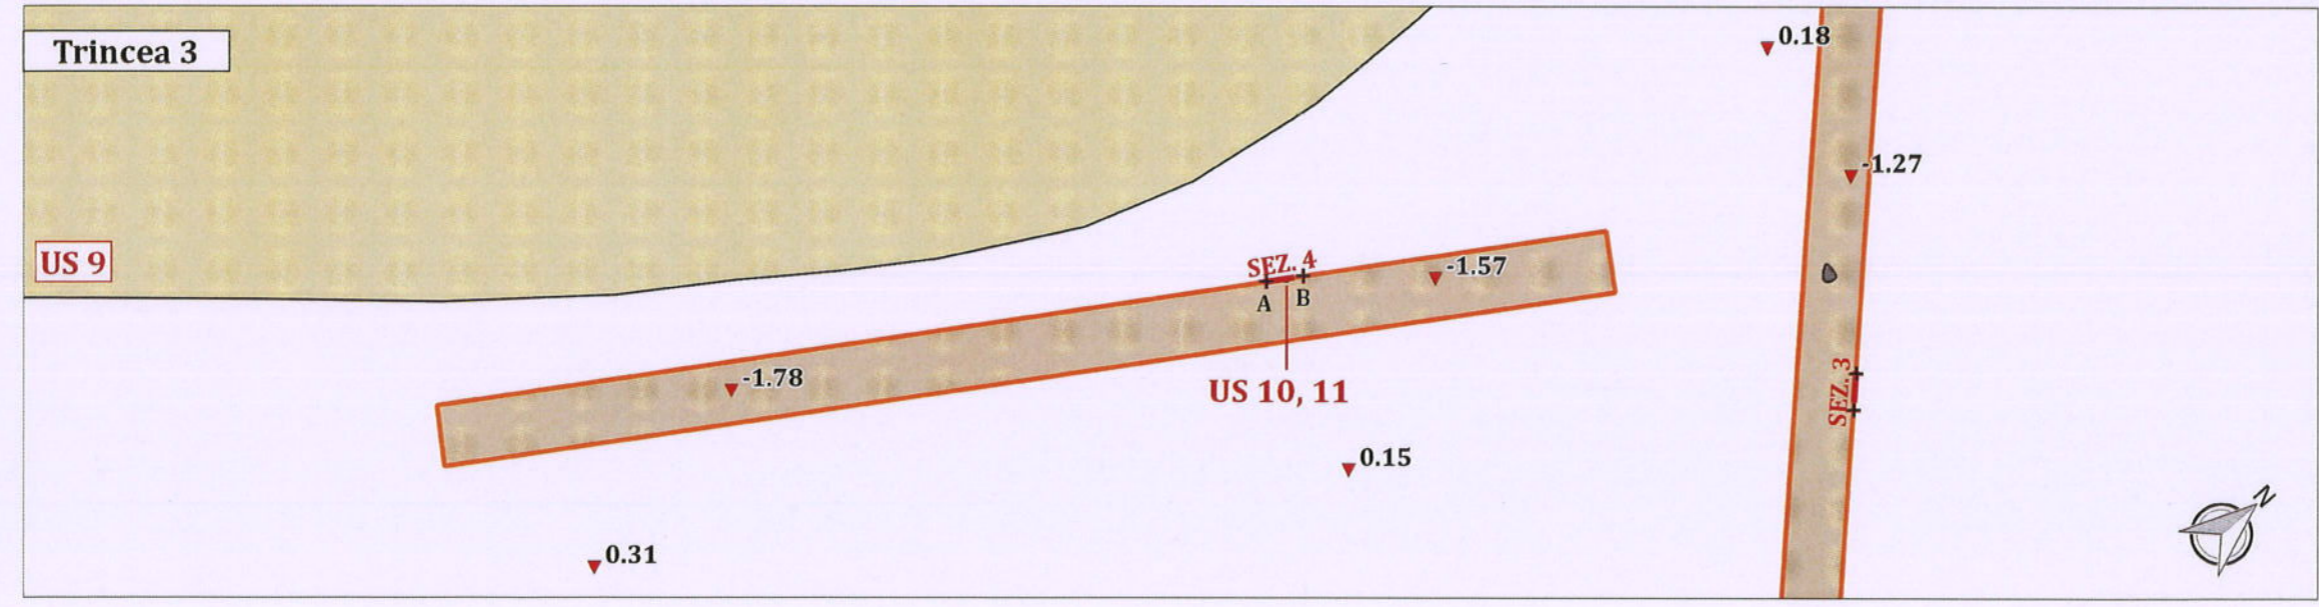 Trincea 3
0.18
-1.27
US 9
SEZ. 4
A
B
-1.57
-1.78
US 10, 11
SEZ. 3
0.15
0.31
N